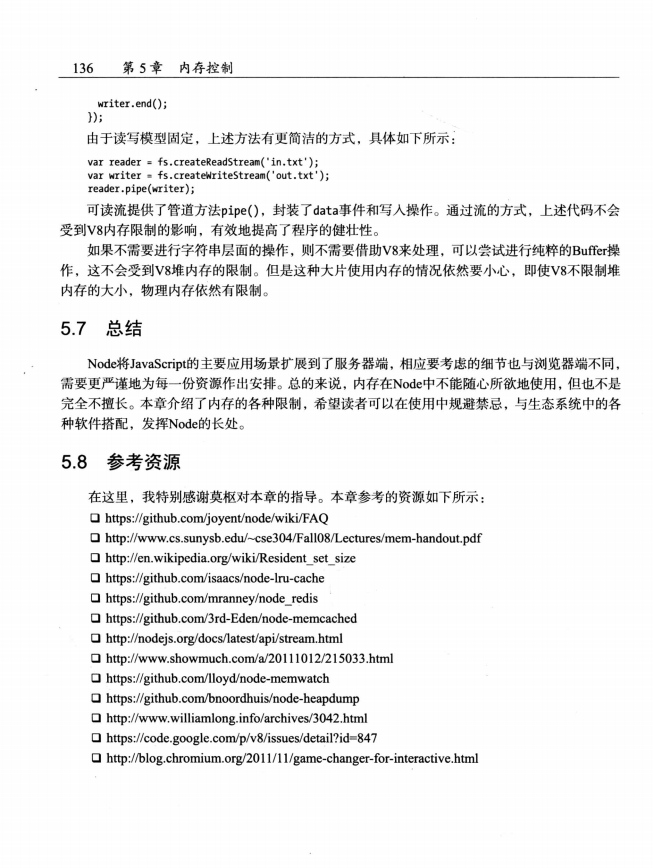 136 第5章 内存控制
writer.end();
});
由于读写模型固定，上述方法有更简洁的方式，具体如下所示：
var reader = fs.createReadStream('in.txt');
var writer = fs.createWriteStream('out.txt');
reader.pipe(writer);
可读流提供了管道方法pipe()，封装了data事件和写入操作。通过流的方式，上述代码不会
受到V8内存限制的影响，有效地提高了程序的健壮性。
如果不需要进行字符串层面的操作，则不需要借助V8来处理，可以尝试进行纯粹的Buffer操
作，这不会受到V8堆内存的限制。但是这种大片使用内存的情况依然要小心，即使V8不限制堆
内存的大小，物理内存依然有限制。
5.7 总结
Node将JavaScript的主要应用场景扩展到了服务器端，相应要考虑的细节也与浏览器端不同，
需要更严谨地为每一份资源作出安排。总的来说，内存在Node中不能随心所欲地使用，但也不是
完全不擅长。本章介绍了内存的各种限制，希望读者可以在使用中规避禁忌，与生态系统中的各
种软件搭配，发挥Node的长处。
5.8 参考资源
在这里，我特别感谢莫枢对本章的指导。本章参考的资源如下所示：
❑ https://github.com/joyent/node/wiki/FAQ
❑ http://www.cs.sunysb.edu/~cse304/Fall08/Lectures/mem-handout.pdf
❑ http://en.wikipedia.org/wiki/Resident_set_size
❑ https://github.com/isaacs/node-lru-cache
❑ https://github.com/mranney/node_redis
❑ https://github.com/3rd-Eden/node-memcached
❑ http://nodejs.org/docs/latest/api/stream.html
❑ http://www.showmuch.com/a/20111012/215033.html
❑ https://github.com/lloyd/node-memwatch
❑ https://github.com/bnoordhuis/node-heapdump
❑ http://www.williamlong.info/archives/3042.html
❑ https://code.google.com/p/v8/issues/detail?id=847
❑ http://blog.chromium.org/2011/11/game-changer-for-interactive.html